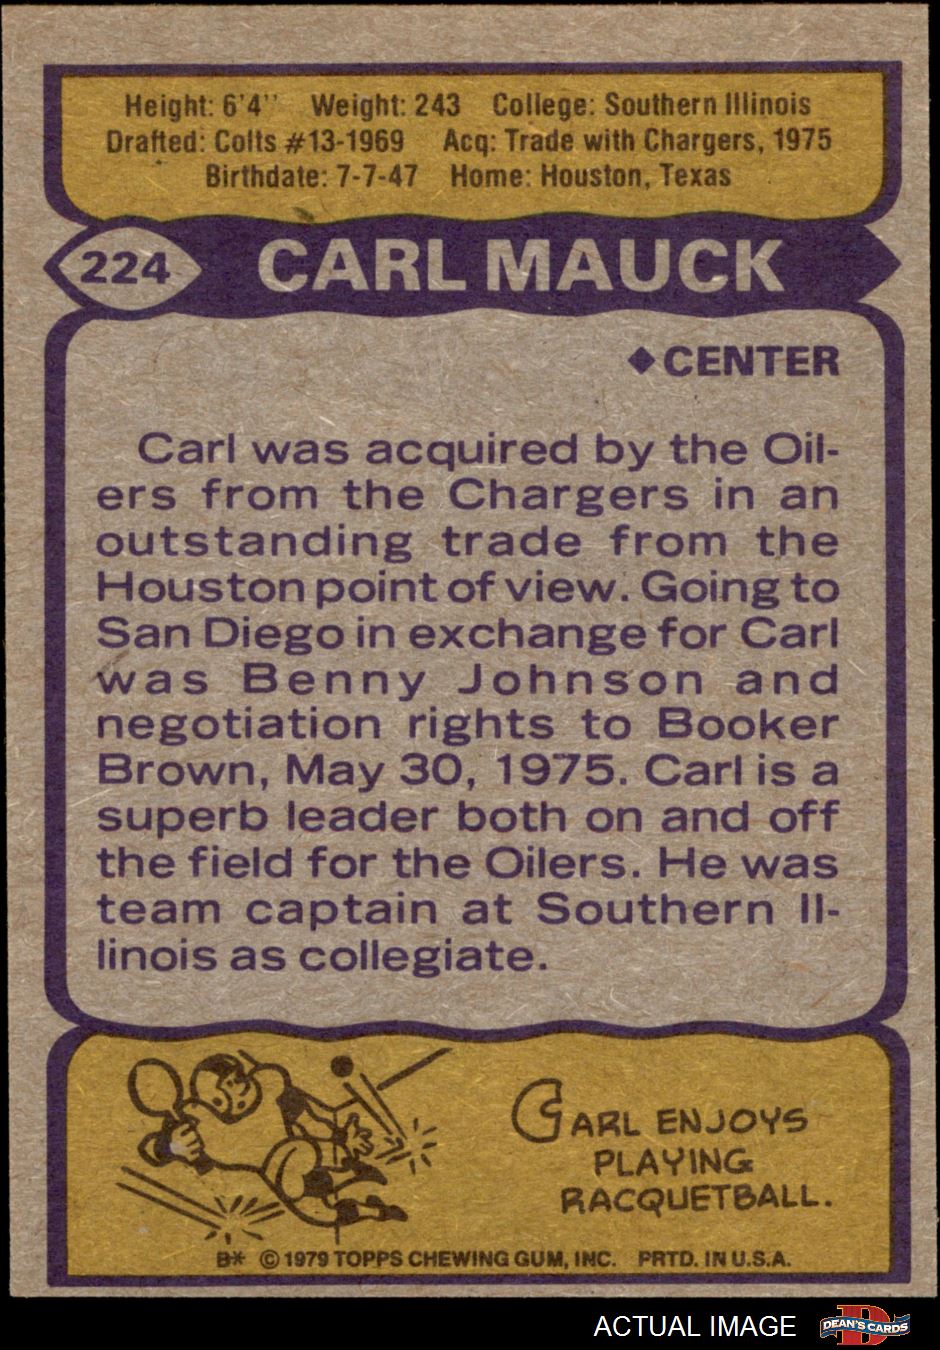 Height: 6'4'' Weight: 243 College: Southern Illinois
Drafted: Colts #13-1969 Acq: Trade with Chargers, 1975
Birthdate: 7-7-47 Home: Houston, Texas
224 CARL MAUCK
◆CENTER
Carl was acquired by the Oil-
ers from the Chargers in an
outstanding trade from the
Houston point of view. Going to
San Diego in exchange for Carl
was Benny Johnson and
negotiation rights to Booker
Brown, May 30, 1975. Carl is a
superb leader both on and off
the field for the Oilers. He was
team captain at Southern Il-
linois as collegiate.
CARL ENJOYS
PLAYING
RACQUETBALL.
B* © 1979 TOPPS CHEWING GUM, INC. PRTD. IN U.S.A.
ACTUAL IMAGE
D
DEAN'S CARDS